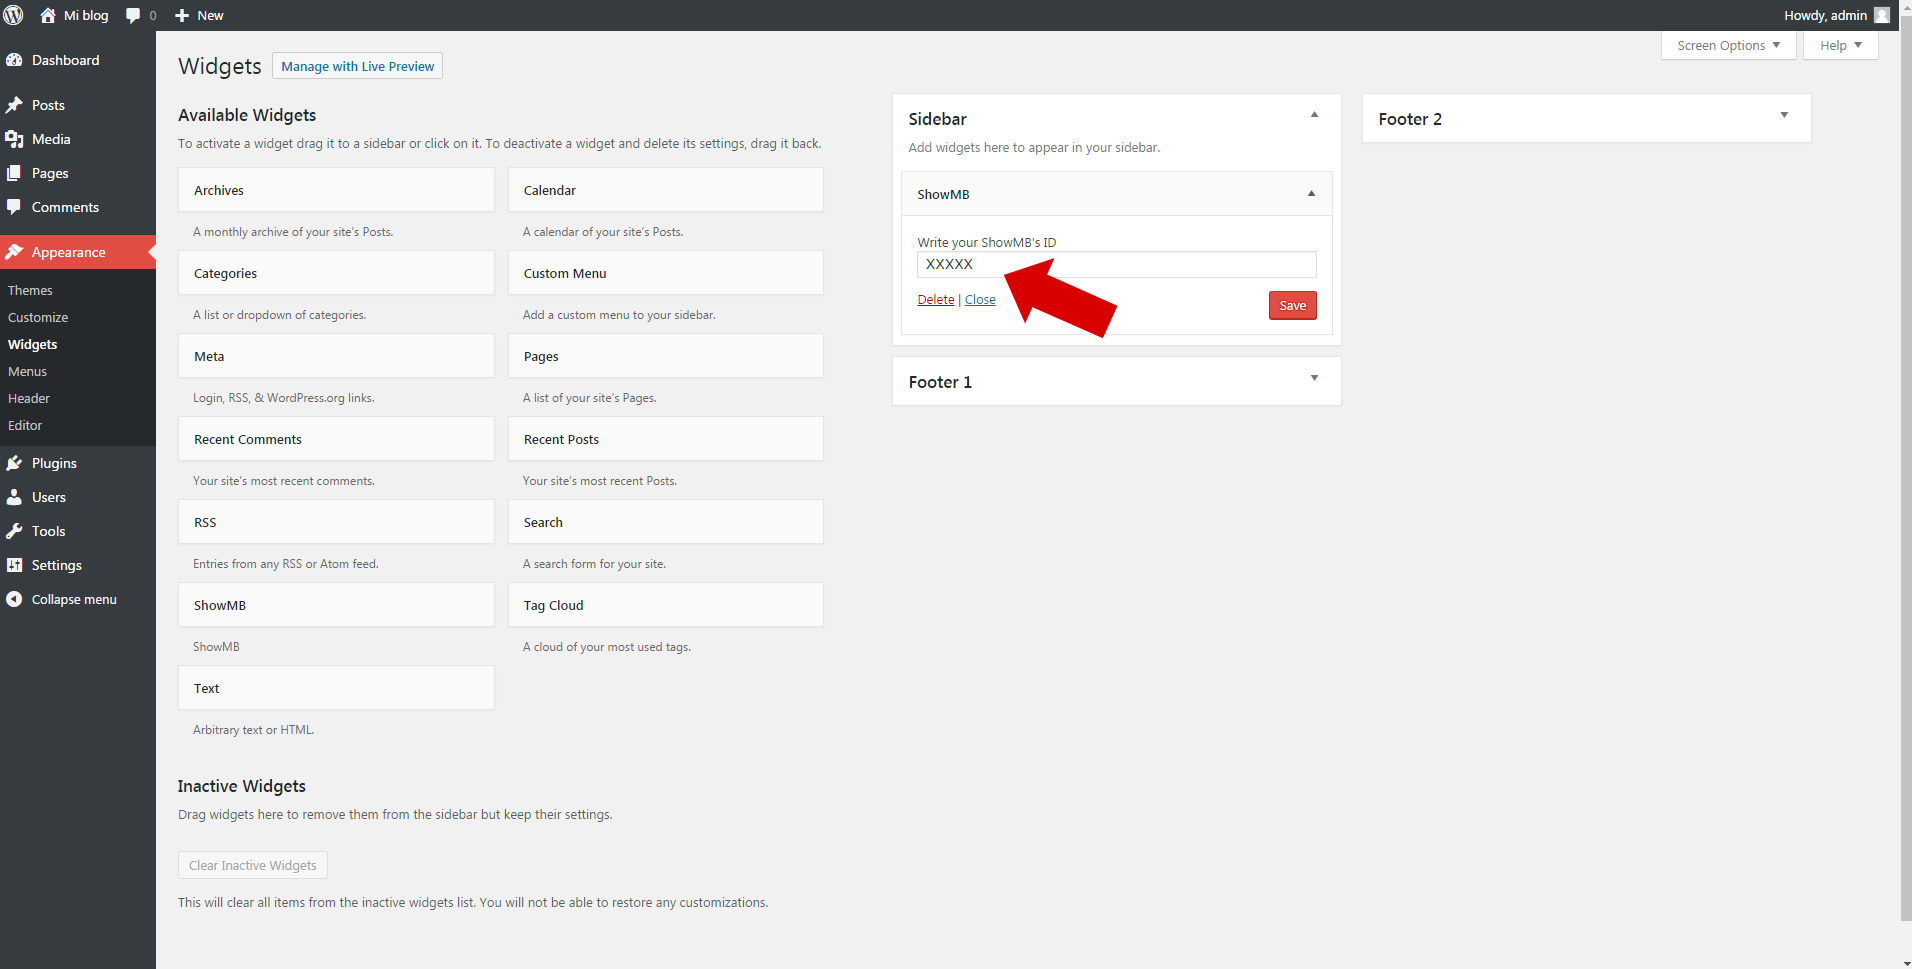 Mi blog 0 New Howdy, admin
Screen Options Help
Dashboard
Posts
Media
Pages
Comments
Appearance
Themes
Customize
Widgets
Menus
Header
Editor
Plugins
Users
Tools
Settings
Collapse menu
Widgets Manage with Live Preview
Available Widgets
To activate a widget drag it to a sidebar or click on it. To deactivate a widget and delete its settings, drag it back.
Archives Calendar
A monthly archive of your site's Posts. A calendar of your site's Posts.
Categories Custom Menu
A list or dropdown of categories. Add a custom menu to your sidebar.
Meta Pages
Login, RSS, & WordPress.org links. A list of your site's Pages.
Recent Comments Recent Posts
Your site's most recent comments. Your site's most recent Posts.
RSS Search
Entries from any RSS or Atom feed. A search form for your site.
ShowMB Tag Cloud
ShowMB A cloud of your most used tags.
Text
Arbitrary text or HTML.
Inactive Widgets
Drag widgets here to remove them from the sidebar but keep their settings.
Clear Inactive Widgets
This will clear all items from the inactive widgets list. You will not be able to restore any customizations.
Sidebar
Add widgets here to appear in your sidebar.
ShowMB
Write your ShowMB's ID
XXXXX
Delete | Close Save
Footer 1
Footer 2